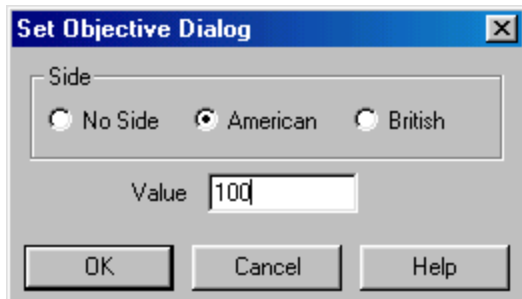 Set Objective Dialog
Side
No Side American British
Value 100
OK Cancel Help